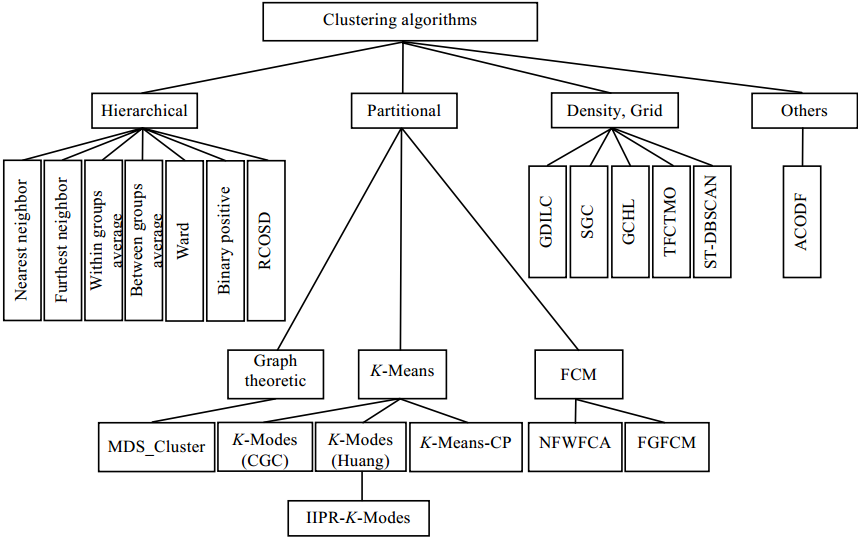 Clustering algorithms
Hierarchical
Partitional
Density, Grid
Others
Nearest neighbor
Furthest neighbor
Within groups
average
Between groups
average
Ward
Binary positive
RCOSD
GDILC
SGC
GCHL
TFCTMO
ST-DBSCAN
ACODF
Graph
theoretic
K-Means
FCM
MDS_Cluster
K-Modes
(CGC)
K-Modes
(Huang)
K-Means-CP
NFWFCA
FGFCM
IIPR-K-Modes